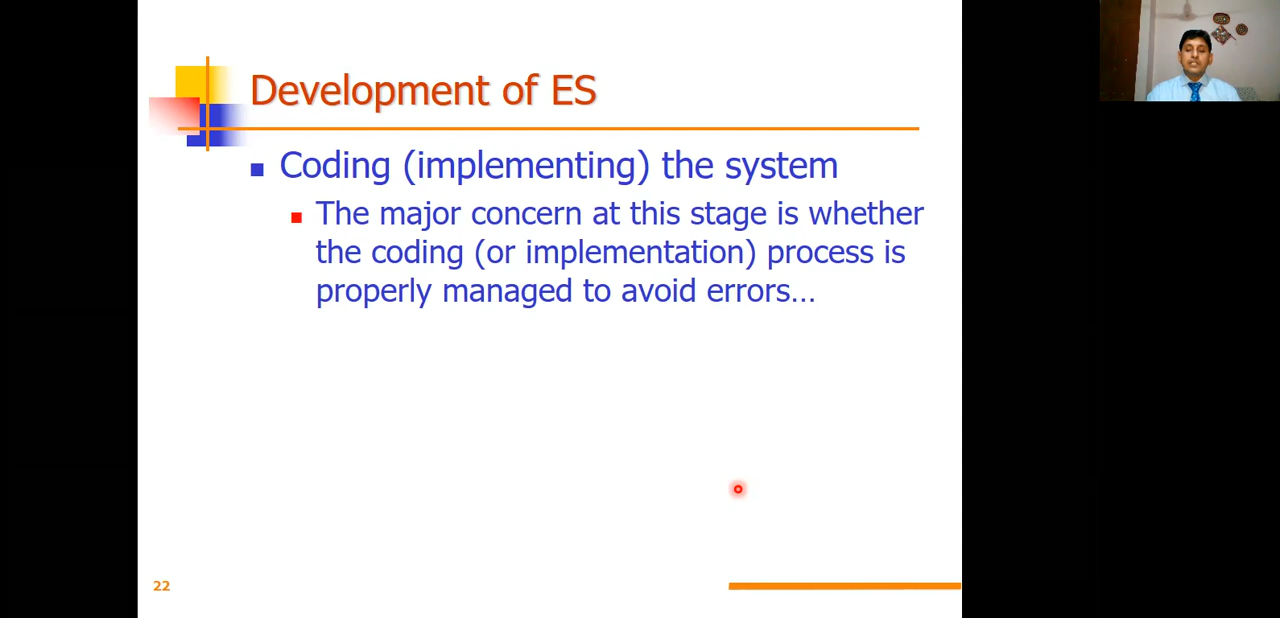 Development of ES
Coding (implementing) the system
The major concern at this stage is whether
the coding (or implementation) process is
properly managed to avoid errors…
22